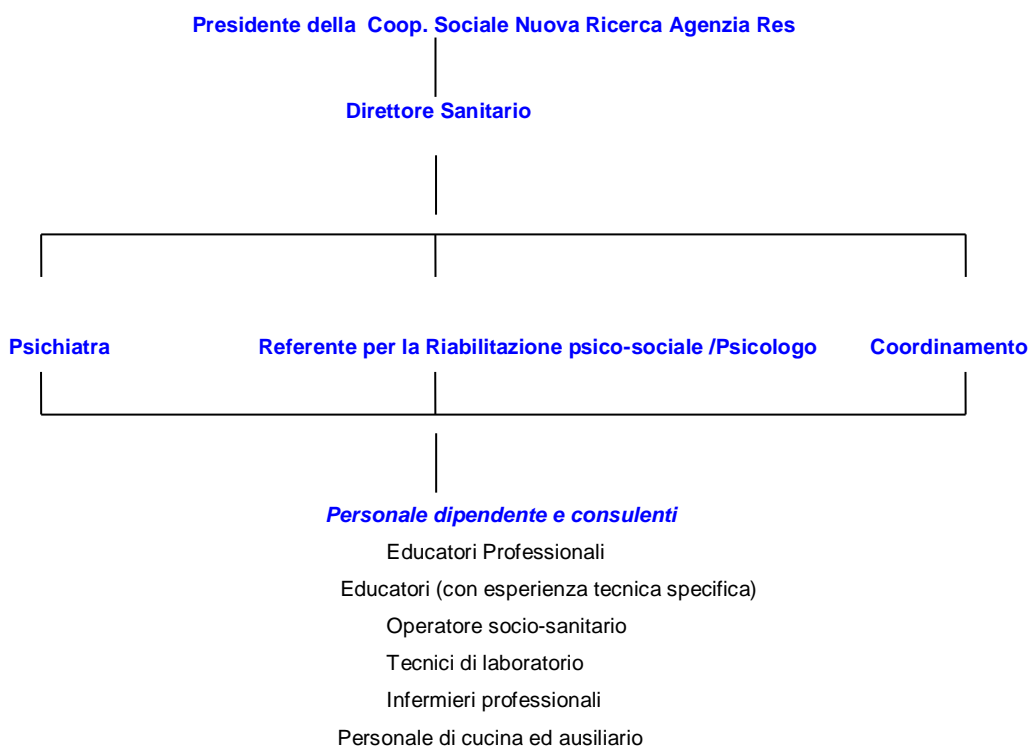 Presidente della Coop. Sociale Nuova Ricerca Agenzia Res
Direttore Sanitario
Psichiatra
Referente per la Riabilitazione psico-sociale /Psicologo
Coordinamento
Personale dipendente e consulenti
Educatori Professionali
Educatori (con esperienza tecnica specifica)
Operatore socio-sanitario
Tecnici di laboratorio
Infermieri professionali
Personale di cucina ed ausiliario